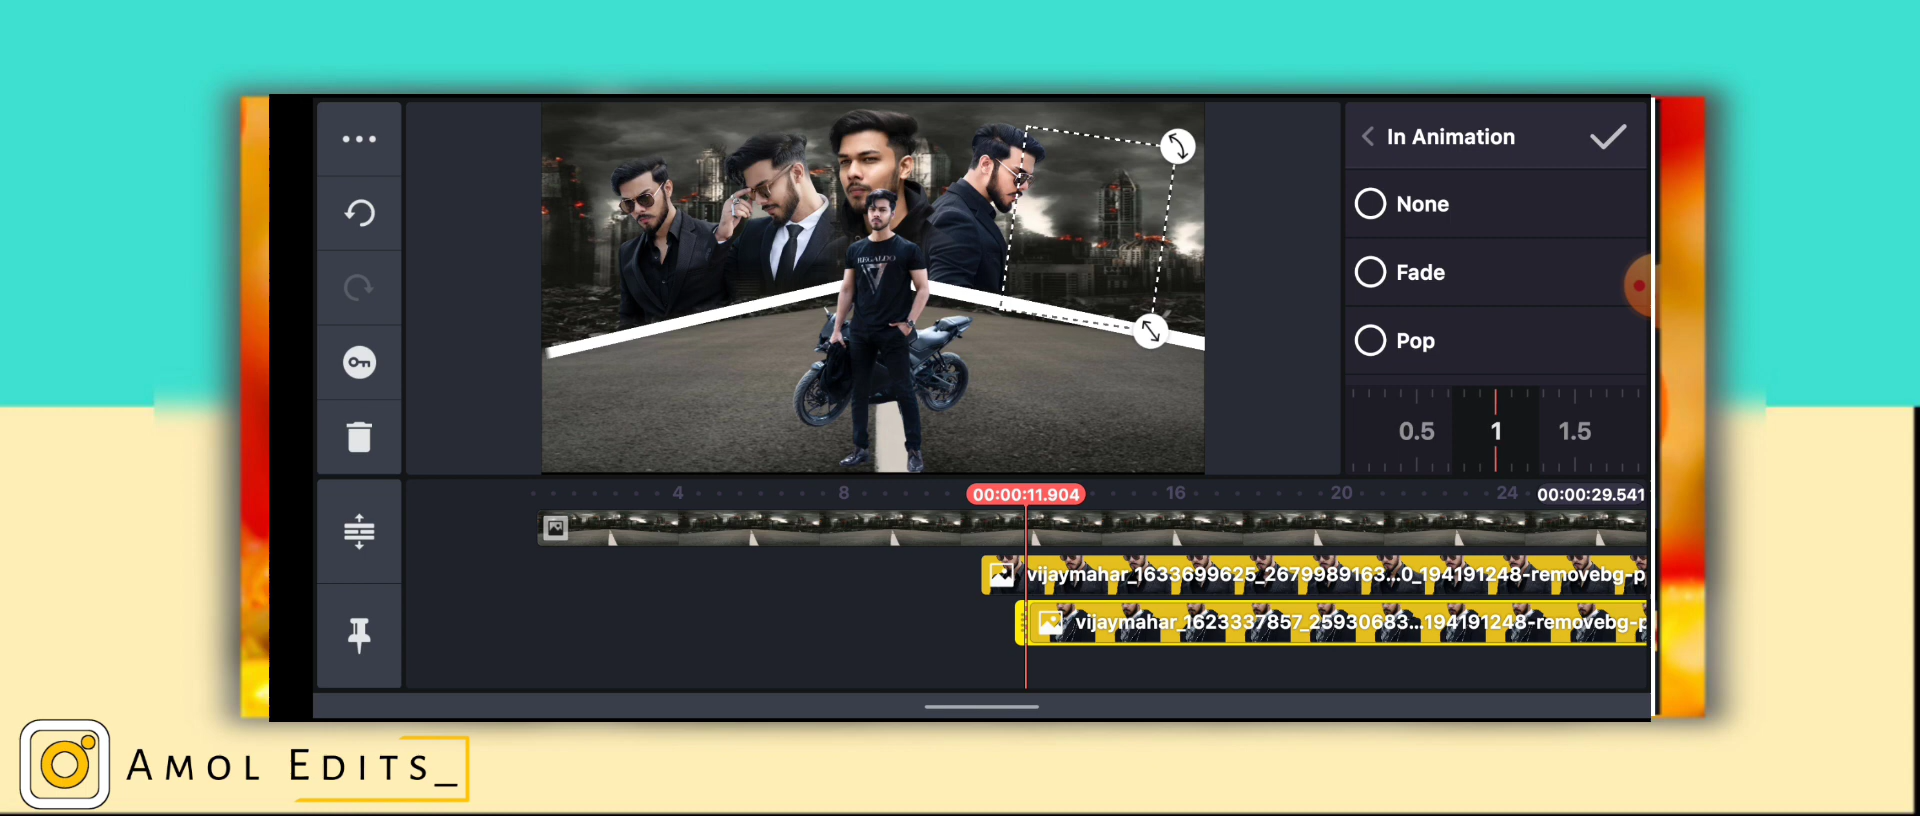 In Animation
None
Fade
Pop
0.5 1 1.5
REGALDO
4 8 00:00:11.904 16 20 24 00:00:29.541
vijaymahar_1633699625_2679989163...0_194191248-removebg-p
vijaymahar_1623337857_25930683...194191248-removebg-p
AMOL EDITS_